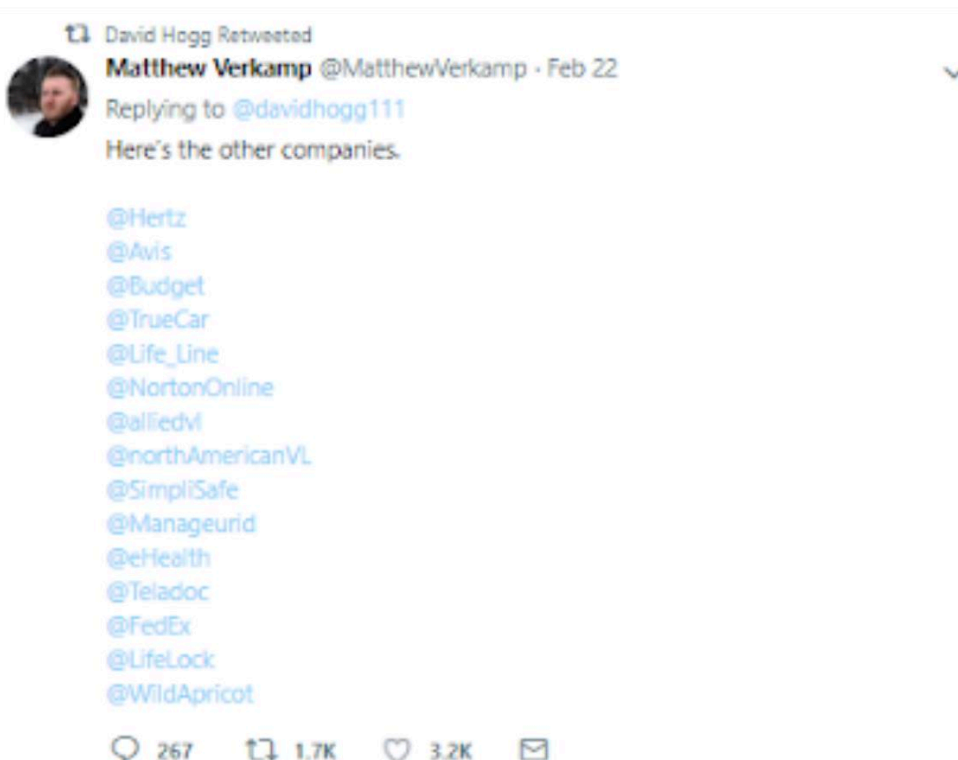 David Hogg Retweeted
Matthew Verkamp @MatthewVerkamp · Feb 22
Replying to @davidhogg111
Here's the other companies.
@Hertz
@Avis
@Budget
@TrueCar
@Life_Line
@NortonOnline
@alliedvl
@northAmericanVL
@SimpliSafe
@Manageurid
@eHealth
@Teladoc
@FedEx
@LifeLock
@WildApricot
267 1.7K 3.2K